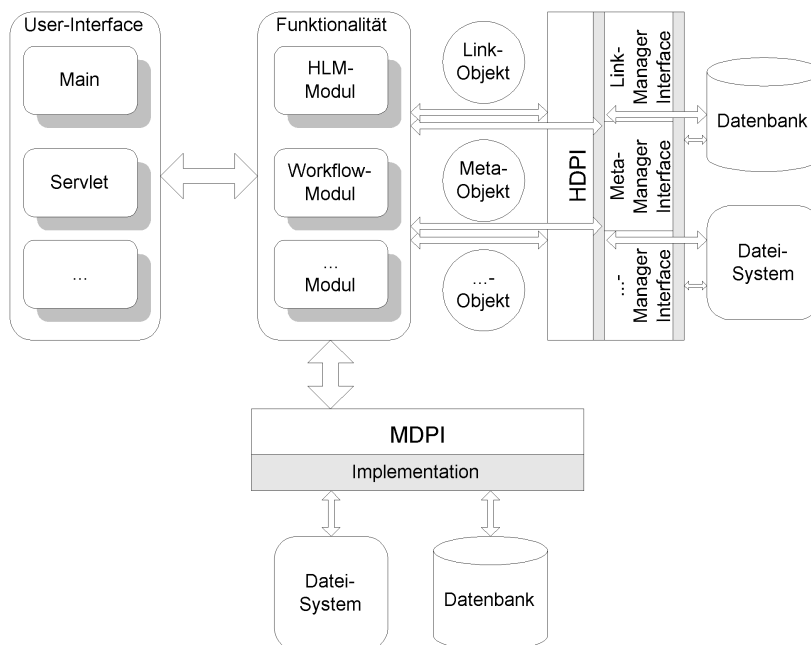 User-Interface
Main
Servlet
...
Funktionalität
HLM-
Modul
Workflow-
Modul
...
Modul
Link-
Objekt
Meta-
Objekt
...-
Objekt
HDPI
Link-
Manager
Interface
Meta-
Manager
Interface
...-
Manager
Interface
Datenbank
Datei-
System
MDPI
Implementation
Datei-
System
Datenbank